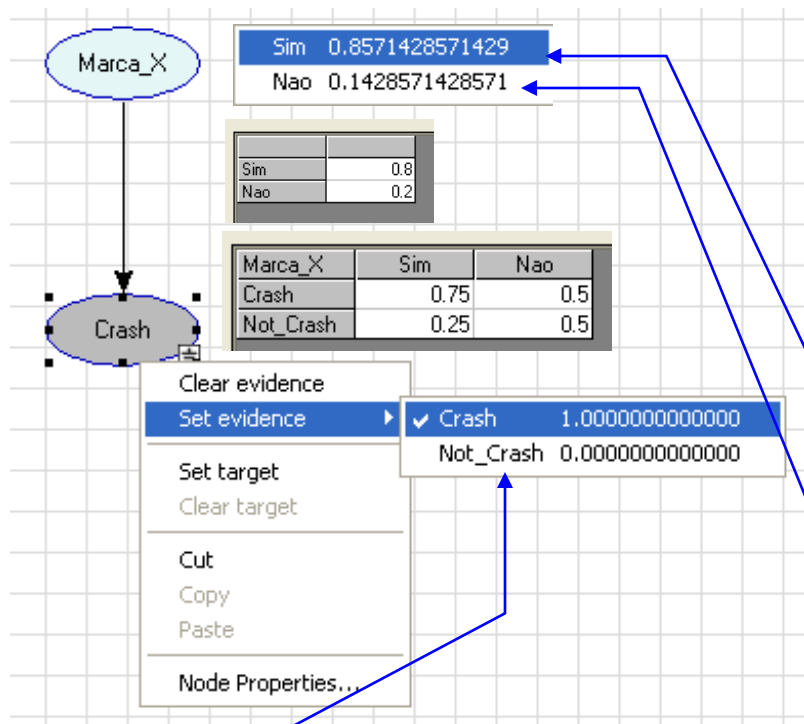 Marca_X
Sim 0.8571428571429
Nao 0.1428571428571
Sim 0.8
Nao 0.2
Marca_X Sim Nao
Crash 0.75 0.5
Not_Crash 0.25 0.5
Crash
Clear evidence
Set evidence
Crash 1.0000000000000
Not_Crash 0.0000000000000
Set target
Clear target
Cut
Copy
Paste
Node Properties...